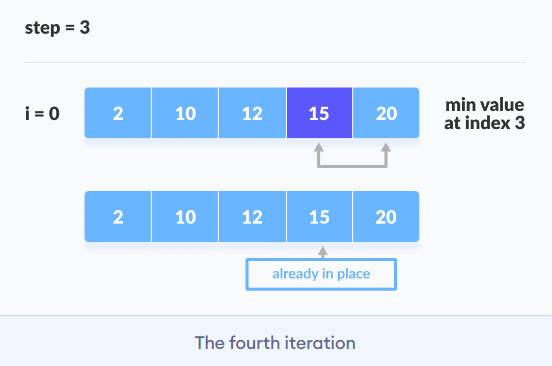 step = 3
i = 0
2 10 12 15 20
min value
at index 3
2 10 12 15 20
already in place
The fourth iteration